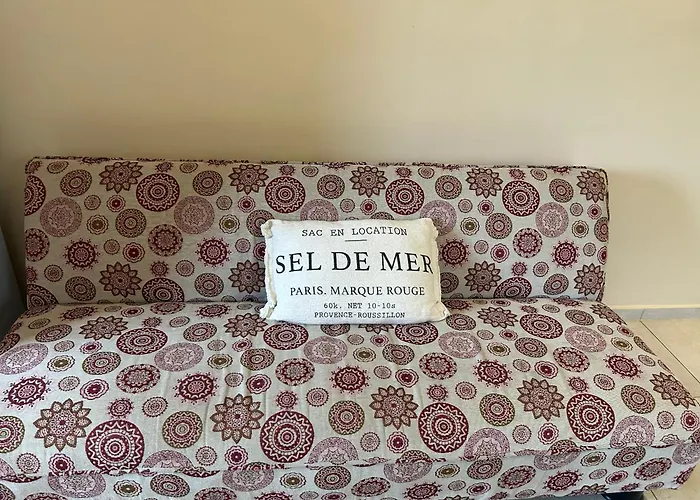 SAC EN LOCATION
SEL DE MER
PARIS. MARQUE ROUGE
60k. NET 10-10s
PROVENCE-ROUSSILLON